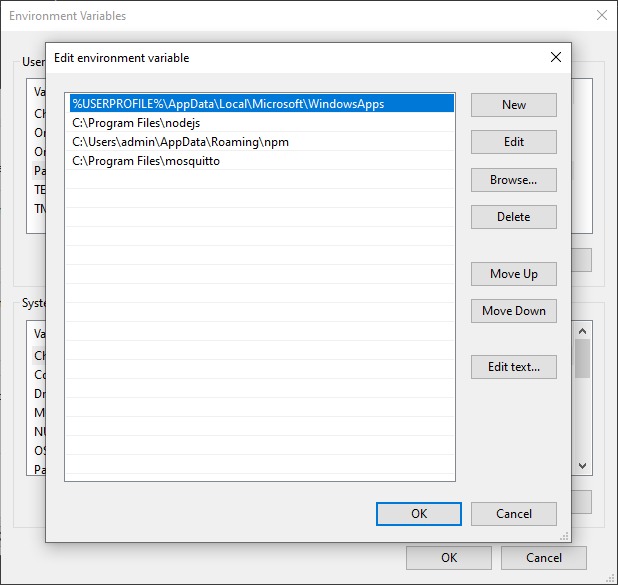 Environment Variables
Edit environment variable
User
Va
%USERPROFILE%\AppData\Local\Microsoft\WindowsApps
New
Ch
C:\Program Files\nodejs
Or
C:\Users\admin\AppData\Roaming\npm
Edit
Or
C:\Program Files\mosquitto
Pa
Browse...
TE
TM
Delete
Move Up
Syste
Move Down
Va
Ch
Edit text...
Co
Dr
M
NU
OS
Pa
OK
Cancel
OK
Cancel